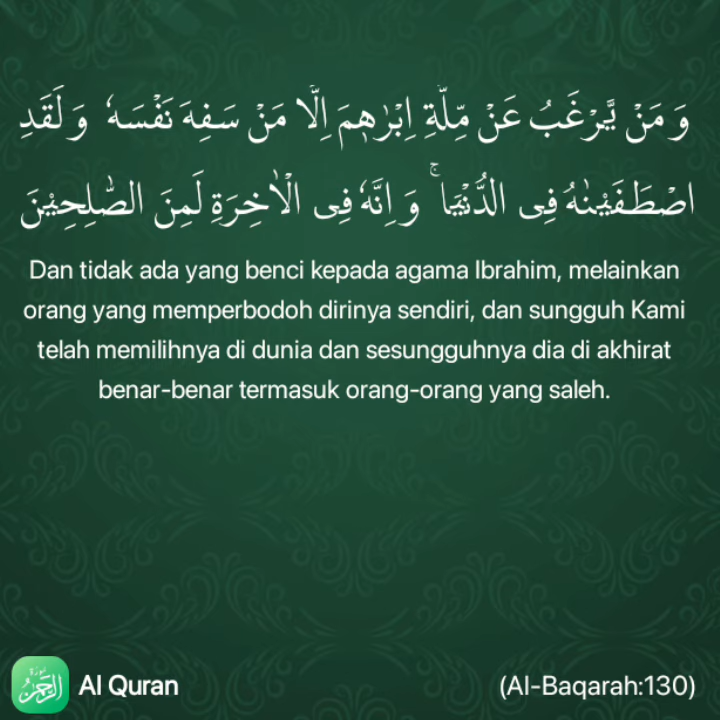 وَمَنْ يَّرْغَبُ عَنْ مِّلَّةِ اِبْرٰهٖمَ اِلَّا مَنْ سَفِهَ نَفْسَهٗ وَلَقَدِ
اصْطَفَيْنٰهُ فِى الدُّنْيَا ۚ وَاِنَّهٗ فِى الْاٰخِرَةِ لَمِنَ الصّٰلِحِيْنَ
Dan tidak ada yang benci kepada agama Ibrahim, melainkan
orang yang memperbodoh dirinya sendiri, dan sungguh Kami
telah memilihnya di dunia dan sesungguhnya dia di akhirat
benar-benar termasuk orang-orang yang saleh.
Al Quran
(Al-Baqarah:130)